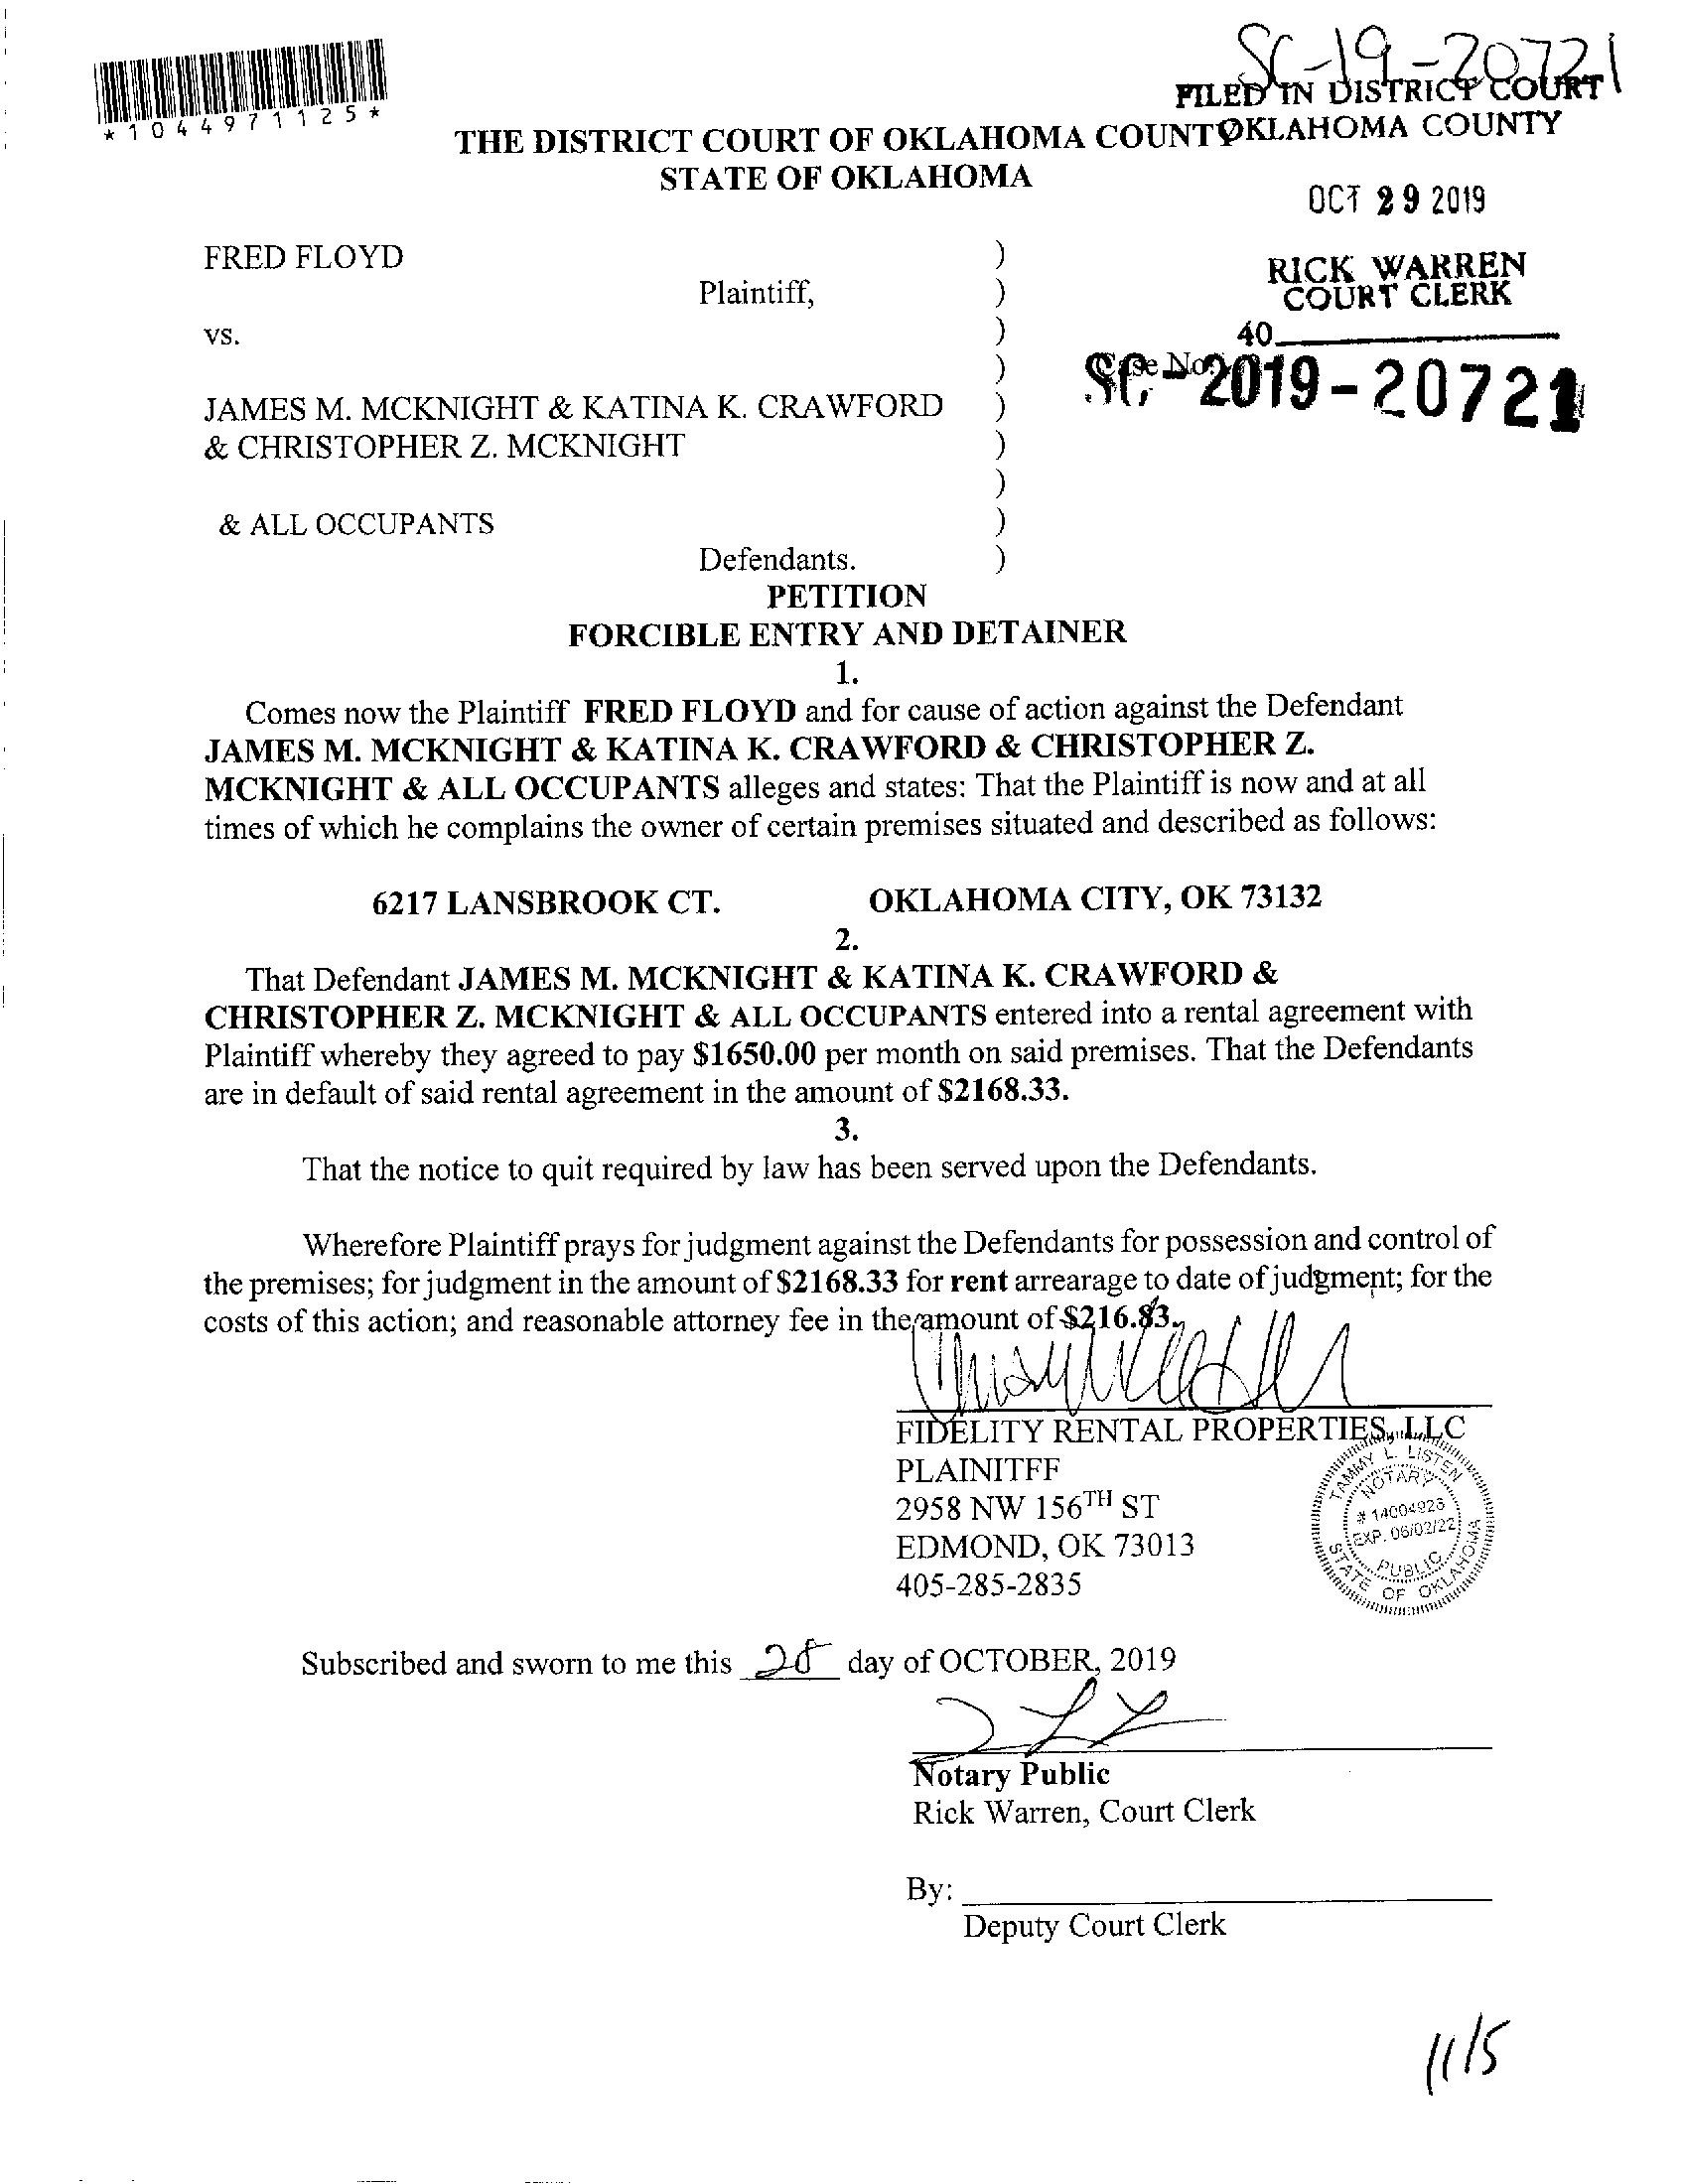 SC-19-20721
FILED IN DISTRICT COURT
OKLAHOMA COUNTY
*1044971125*
THE DISTRICT COURT OF OKLAHOMA COUNT
STATE OF OKLAHOMA
OCT 29 2019
FRED FLOYD )
RICK WARREN
COURT CLERK
Plaintiff, )
40
vs. )
)
Case No.
SC-2019-20721
JAMES M. MCKNIGHT & KATINA K. CRAWFORD )
& CHRISTOPHER Z. MCKNIGHT )
)
& ALL OCCUPANTS )
Defendants. )
PETITION
FORCIBLE ENTRY AND DETAINER
1.
Comes now the Plaintiff FRED FLOYD and for cause of action against the Defendant
JAMES M. MCKNIGHT & KATINA K. CRAWFORD & CHRISTOPHER Z.
MCKNIGHT & ALL OCCUPANTS alleges and states: That the Plaintiff is now and at all
times of which he complains the owner of certain premises situated and described as follows:
6217 LANSBROOK CT. OKLAHOMA CITY, OK 73132
2.
That Defendant JAMES M. MCKNIGHT & KATINA K. CRAWFORD &
CHRISTOPHER Z. MCKNIGHT & ALL OCCUPANTS entered into a rental agreement with
Plaintiff whereby they agreed to pay $1650.00 per month on said premises. That the Defendants
are in default of said rental agreement in the amount of $2168.33.
3.
That the notice to quit required by law has been served upon the Defendants.
Wherefore Plaintiff prays for judgment against the Defendants for possession and control of
the premises; for judgment in the amount of $2168.33 for rent arrearage to date of judgment; for the
costs of this action; and reasonable attorney fee in the amount of $216.83.
FIDELITY RENTAL PROPERTIES, LLC
PLAINITFF
2958 NW 156TH ST
EDMOND, OK 73013
405-285-2835
TAMMY L. LISTEN
NOTARY
# 14004926
EXP. 06/02/22
PUBLIC
STATE OF OKLAHOMA
Subscribed and sworn to me this 28 day of OCTOBER, 2019
Notary Public
Rick Warren, Court Clerk
By:
Deputy Court Clerk
11/5